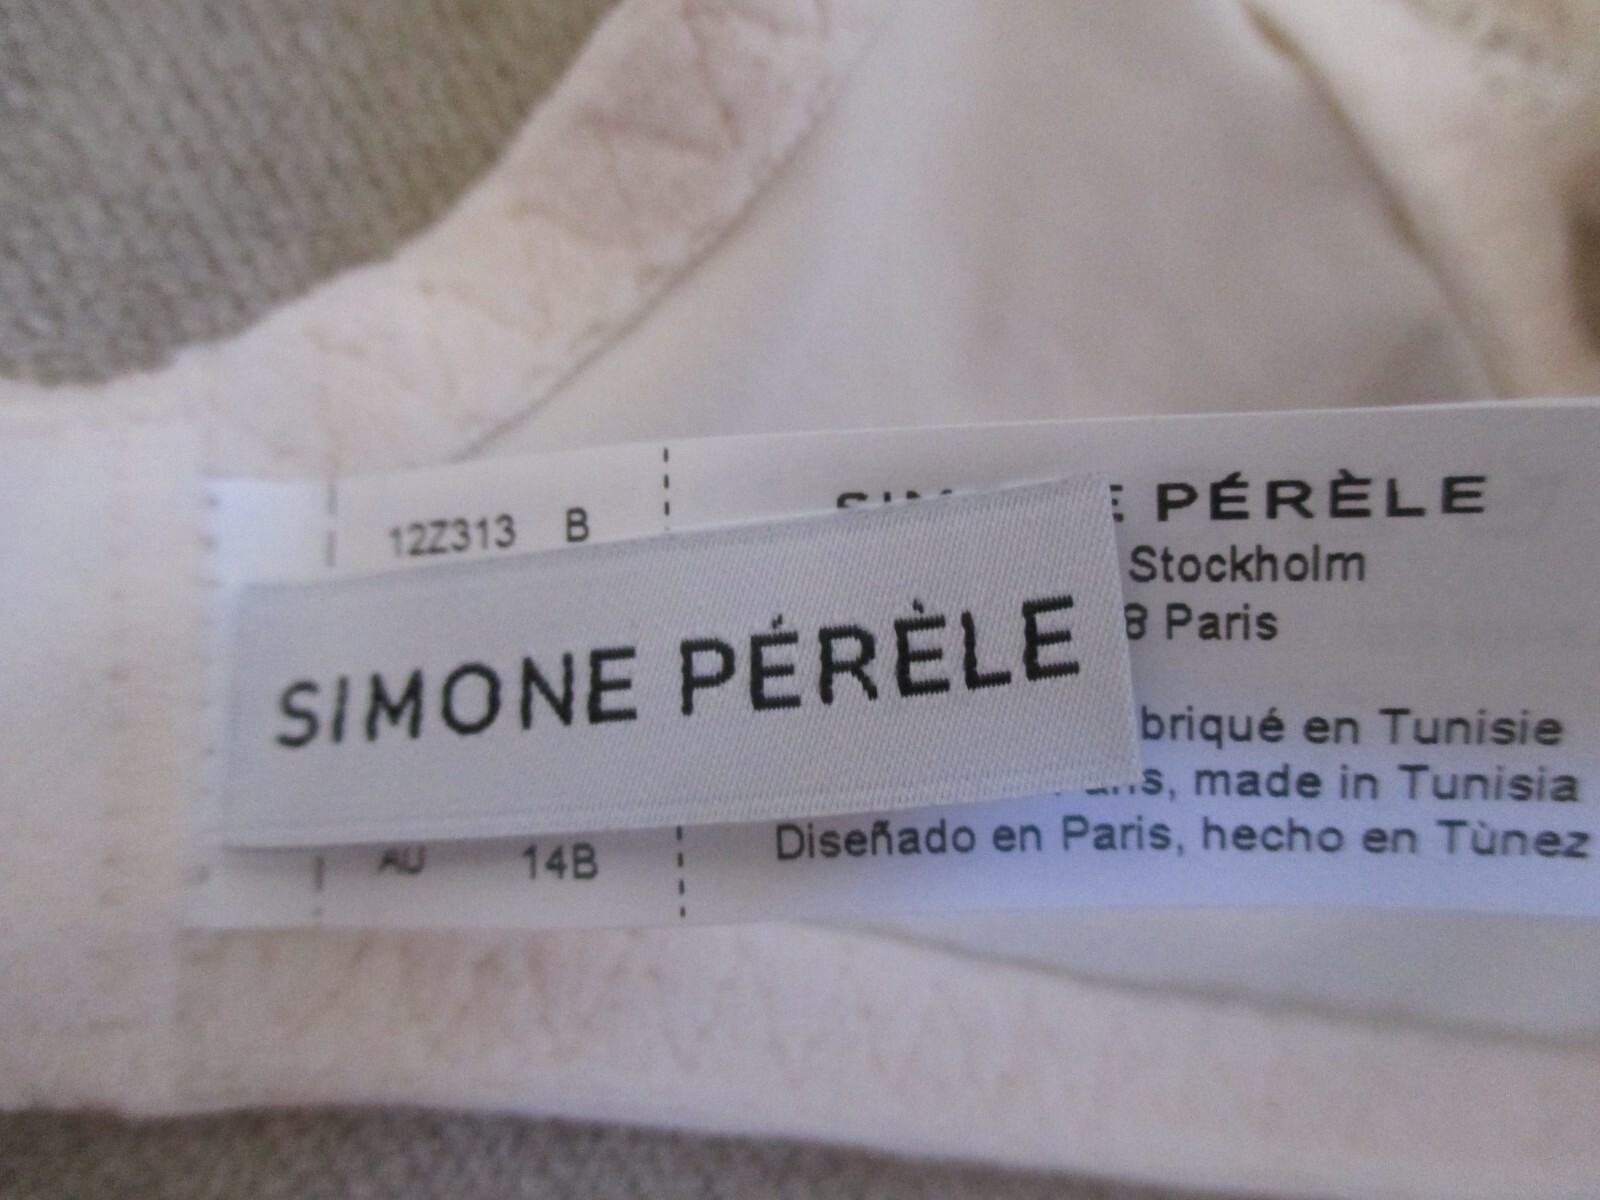 12Z313 B
PÉRÈLE
Stockholm
8 Paris
SIMONE PÉRÈLE
briqué en Tunisie
made in Tunisia
Diseñado en Paris, hecho en Tùnez
AU 14B